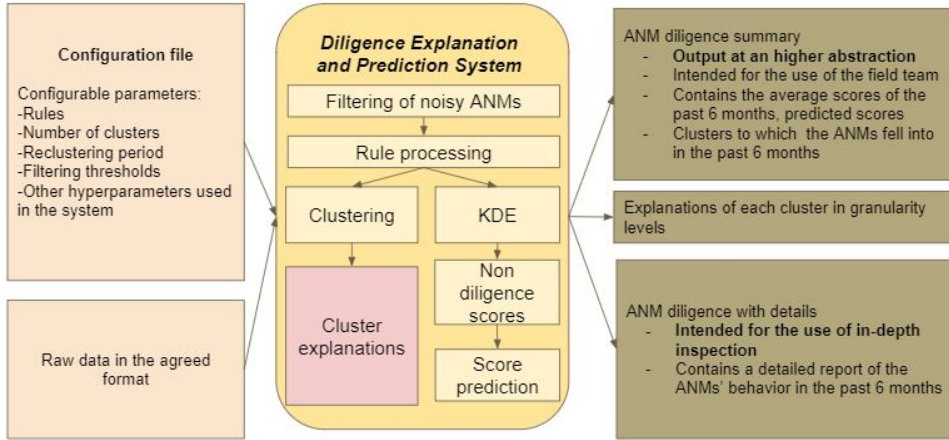 Configuration file
Configurable parameters:
-Rules
-Number of clusters
-Reclustering period
-Filtering thresholds
-Other hyperparameters used
in the system
Raw data in the agreed
format
Diligence Explanation
and Prediction System
Filtering of noisy ANMs
Rule processing
Clustering
KDE
Cluster
explanations
Non
diligence
scores
Score
prediction
ANM diligence summary
- Output at an higher abstraction
- Intended for the use of the field team
- Contains the average scores of the
past 6 months, predicted scores
- Clusters to which the ANMs fell into
in the past 6 months
Explanations of each cluster in granularity
levels
ANM diligence with details
- Intended for the use of in-depth
inspection
- Contains a detailed report of the
ANMs' behavior in the past 6 months